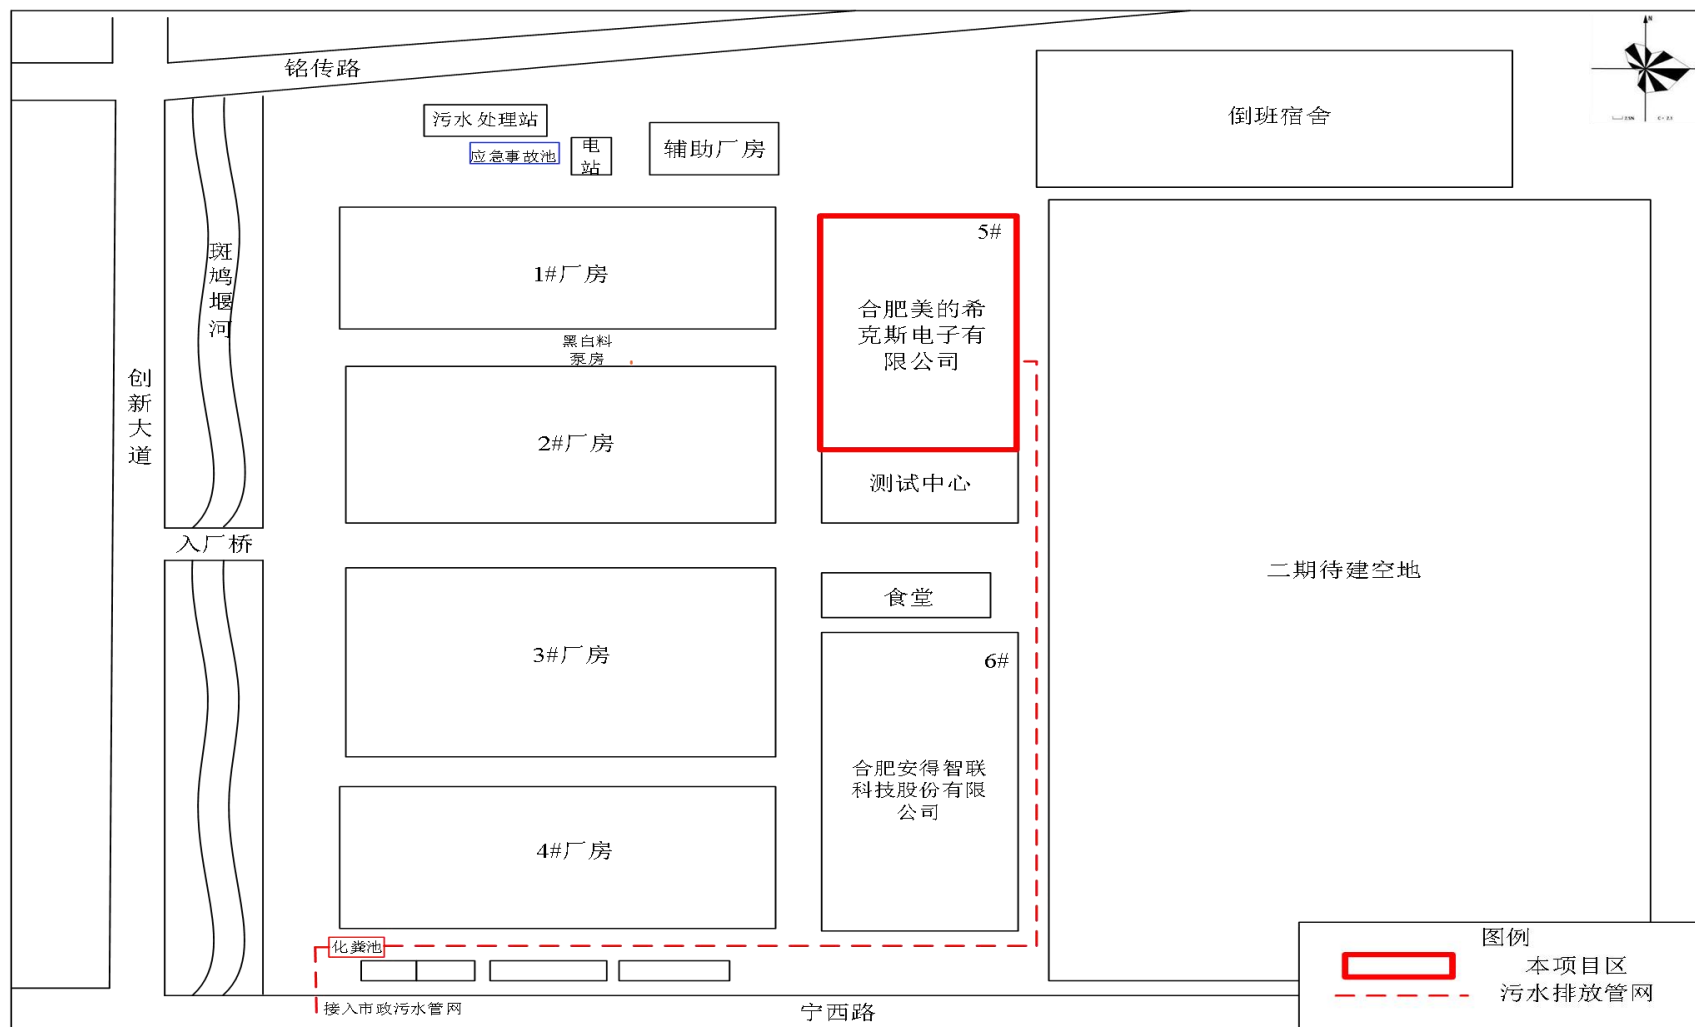 铭传路
N
污水处理站
应急事故池
电
站
辅助厂房
倒班宿舍
斑
鸠
堰
河
1#厂房
5#
合肥美的希
克斯电子有
限公司
黑白料
泵房
创
新
大
道
2#厂房
测试中心
入厂桥
食堂
二期待建空地
3#厂房
6#
合肥安得智联
科技股份有限
公司
4#厂房
化粪池
接入市政污水管网
宁西路
图例
本项目区
污水排放管网